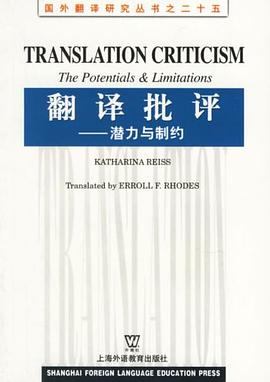 国外翻译研究丛书之二十五
TRANSLATION CRITICISM
The Potentials & Limitations
翻译批评
——潜力与制约
KATHARINA REISS
Translated by ERROLL F. RHODES
W
外教社
上海外语教育出版社
SHANGHAI FOREIGN LANGUAGE EDUCATION PRESS